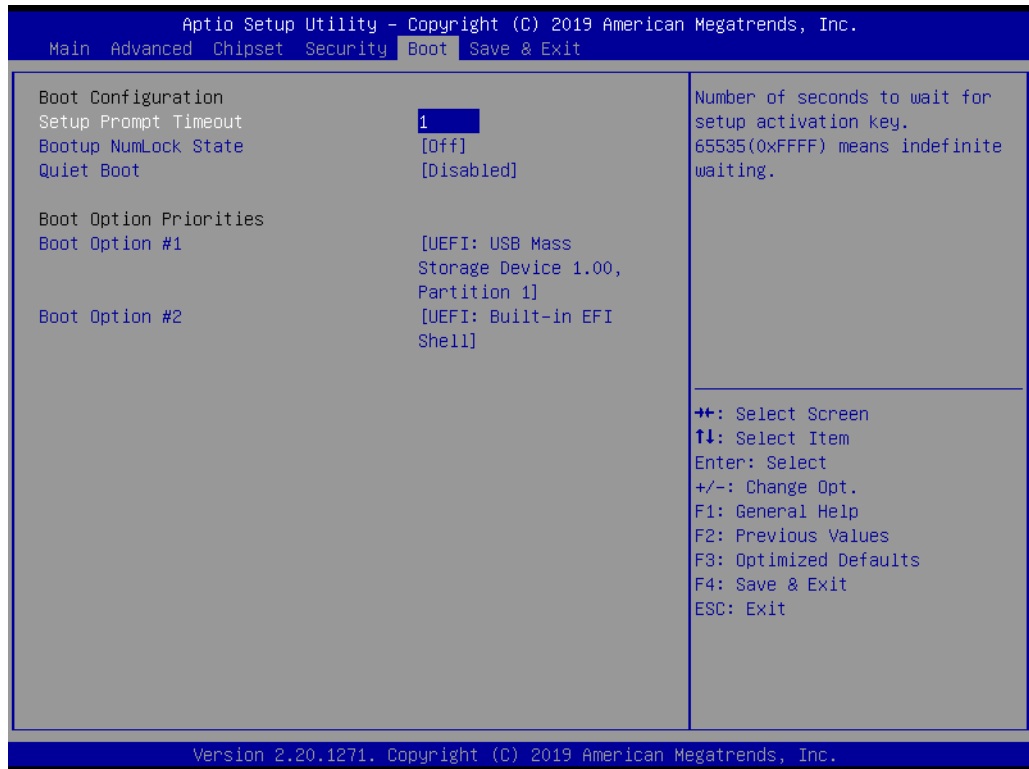 Aptio Setup Utility – Copyright (C) 2019 American Megatrends, Inc.
Main Advanced Chipset Security Boot Save & Exit
Boot Configuration
Setup Prompt Timeout 1
Bootup NumLock State [Off]
Quiet Boot [Disabled]
Boot Option Priorities
Boot Option #1 [UEFI: USB Mass
Storage Device 1.00,
Partition 1]
Boot Option #2 [UEFI: Built-in EFI
Shell]
Number of seconds to wait for
setup activation key.
65535(0xFFFF) means indefinite
waiting.
→←: Select Screen
↑↓: Select Item
Enter: Select
+/-: Change Opt.
F1: General Help
F2: Previous Values
F3: Optimized Defaults
F4: Save & Exit
ESC: Exit
Version 2.20.1271. Copyright (C) 2019 American Megatrends, Inc.